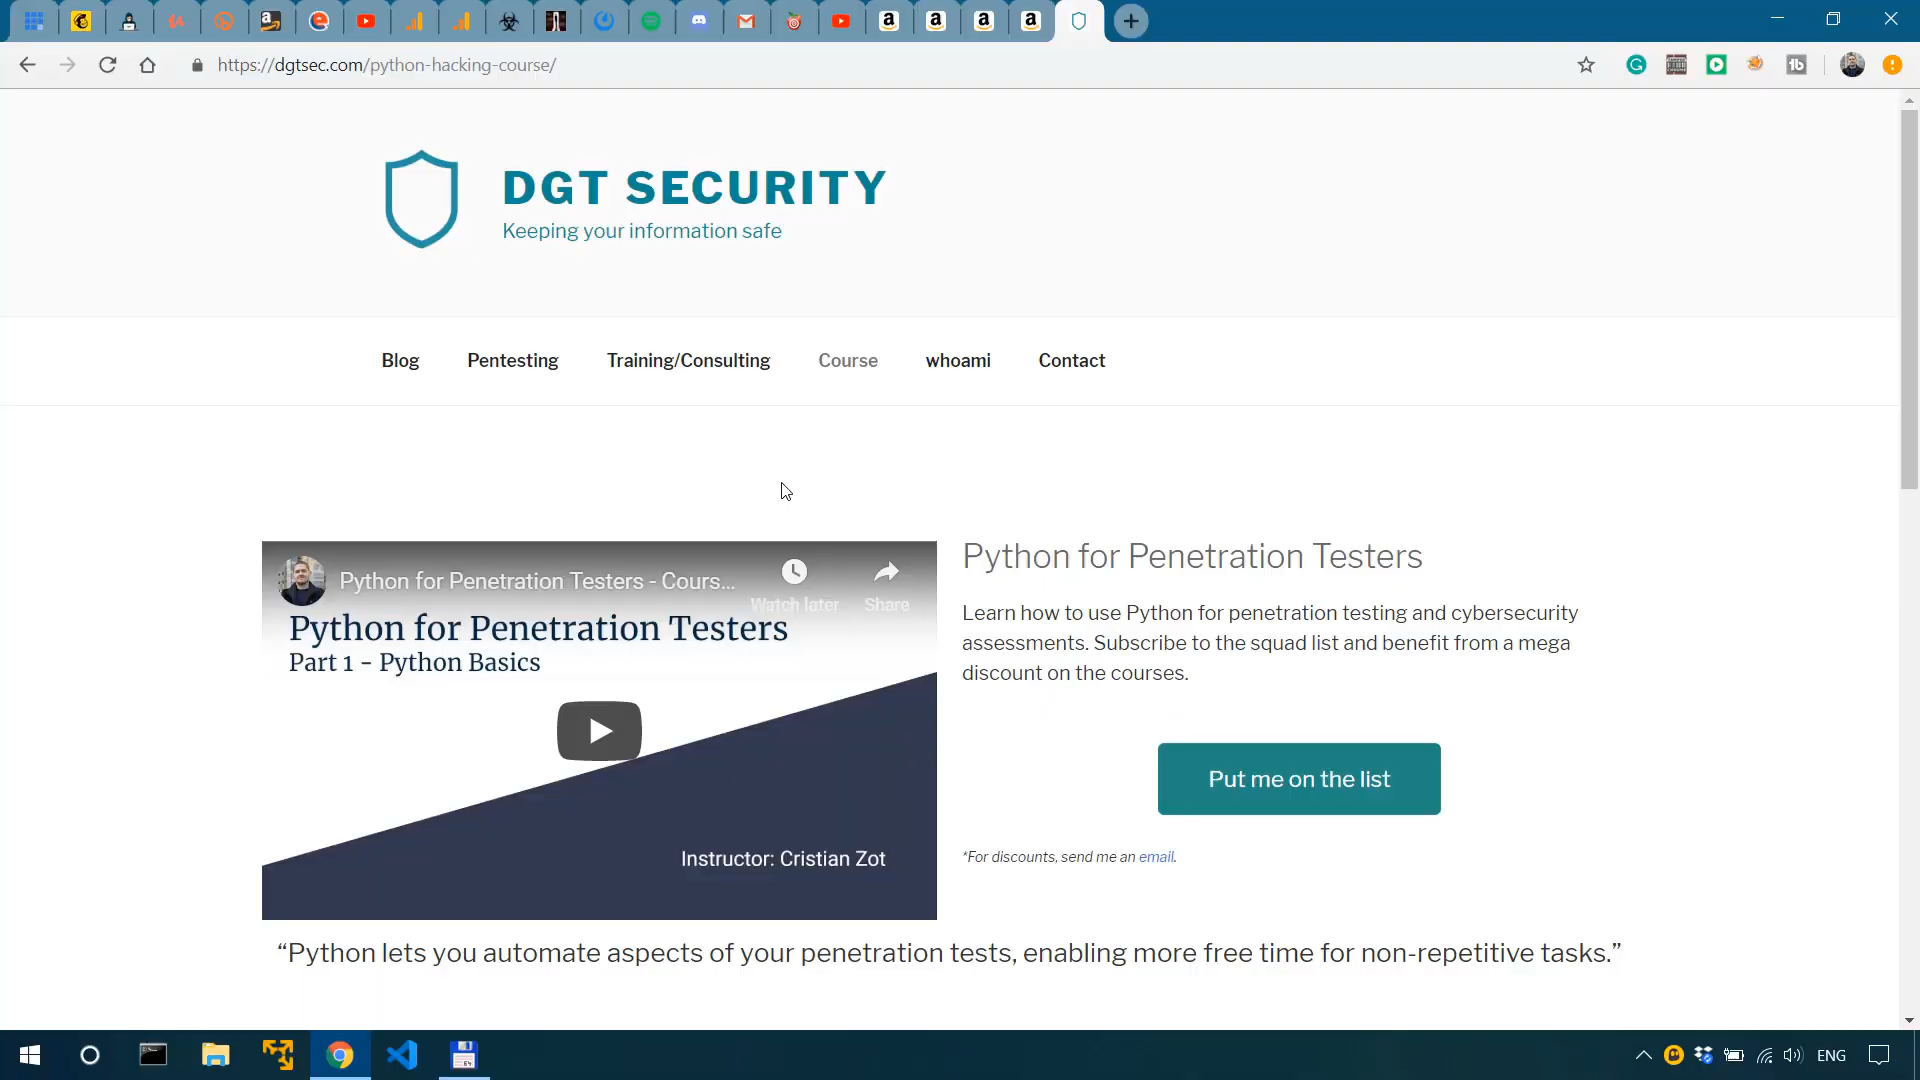 https://dgtsec.com/python-hacking-course/
DGT SECURITY
Keeping your information safe
Blog
Pentesting
Training/Consulting
Course
whoami
Contact
Python for Penetration Testers - Cours...
Watch later
Share
Python for Penetration Testers
Part 1 - Python Basics
Instructor: Cristian Zot
Python for Penetration Testers
Learn how to use Python for penetration testing and cybersecurity
assessments. Subscribe to the squad list and benefit from a mega
discount on the courses.
Put me on the list
*For discounts, send me an email.
“Python lets you automate aspects of your penetration tests, enabling more free time for non-repetitive tasks.”
ENG